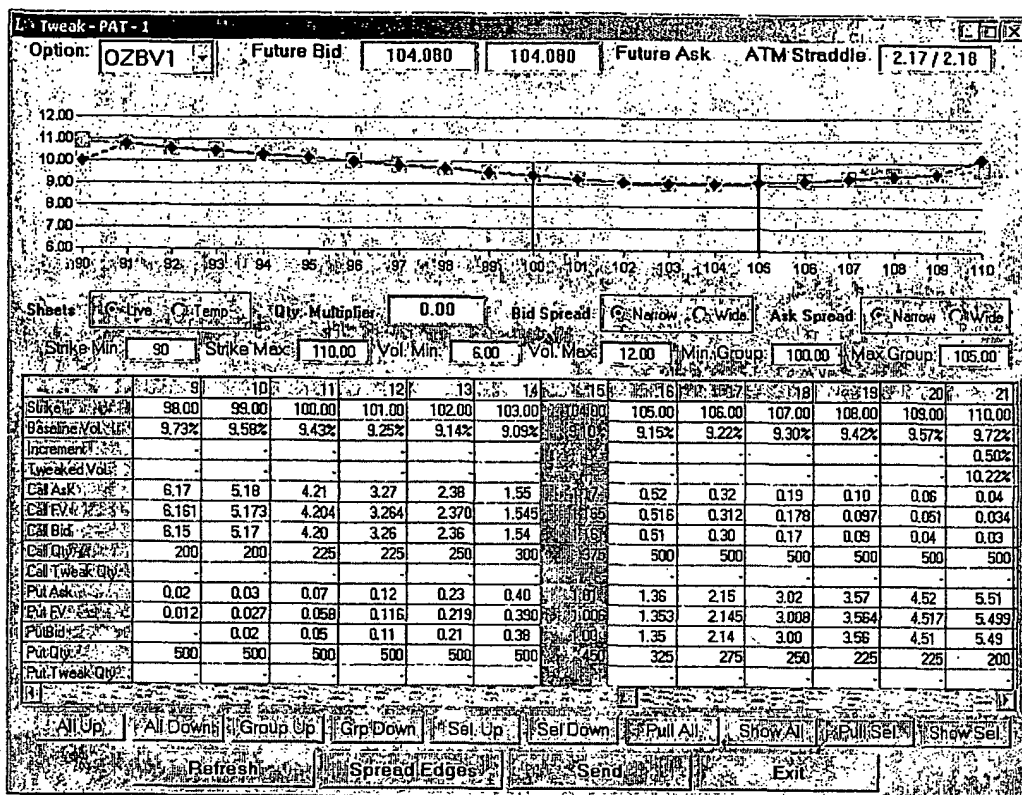 Tweak - PAT - 1
Option: OZBV1 Future Bid 104.080 104.080 Future Ask ATM Straddle 2.17 / 2.18
12.00
11.00
10.00
9.00
8.00
7.00
6.00
90 91 92 93 94 95 96 97 98 99 100 101 102 103 104 105 106 107 108 109 110
Sheets Live Temp Qty. Multiplier 0.00 Bid Spread Narrow Wide Ask Spread Narrow Wide
Strike Min: 90 Strike Max: 110.00 Vol. Min: 6.00 Vol. Max: 12.00 Min Group: 100.00 Max Group: 105.00
9 10 11 12 13 14 15 16 17 18 19 20 21
Strike 98.00 99.00 100.00 101.00 102.00 103.00 104.00 105.00 106.00 107.00 108.00 109.00 110.00
Baseline Vol. 9.73% 9.58% 9.43% 9.25% 9.14% 9.09% 9.15% 9.22% 9.30% 9.42% 9.57% 9.72%
Increment - - - - - - - - - - - 0.50%
Tweaked Vol. - - - - - - - - - - - 10.22%
Call Ask 6.17 5.18 4.21 3.27 2.38 1.55 0.52 0.32 0.19 0.10 0.06 0.04
Call FV 6.161 5.173 4.204 3.264 2.370 1.545 0.516 0.312 0.178 0.097 0.051 0.034
Call Bid 6.15 5.17 4.20 3.26 2.36 1.54 0.51 0.30 0.17 0.09 0.04 0.03
Call Qty 200 200 225 225 250 300 375 500 500 500 500 500 500
Call Tweak Qty - - - - - - - - - - - -
Put Ask 0.02 0.03 0.07 0.12 0.23 0.40 1.36 2.15 3.02 3.57 4.52 5.51
Put FV 0.012 0.027 0.058 0.116 0.219 0.390 1.006 1.353 2.145 3.008 3.564 4.517 5.499
Put Bid - 0.02 0.05 0.11 0.21 0.38 1.35 2.14 3.00 3.56 4.51 5.49
Put Qty 500 500 500 500 500 500 450 325 275 250 225 225 200
Put Tweak Qty - - - - - - - - - - - -
All Up All Down Group Up Grp Down Sel. Up Sel Down Pull All Show All Pull Sel Show Sel
Refresh Spread Edges Send Exit